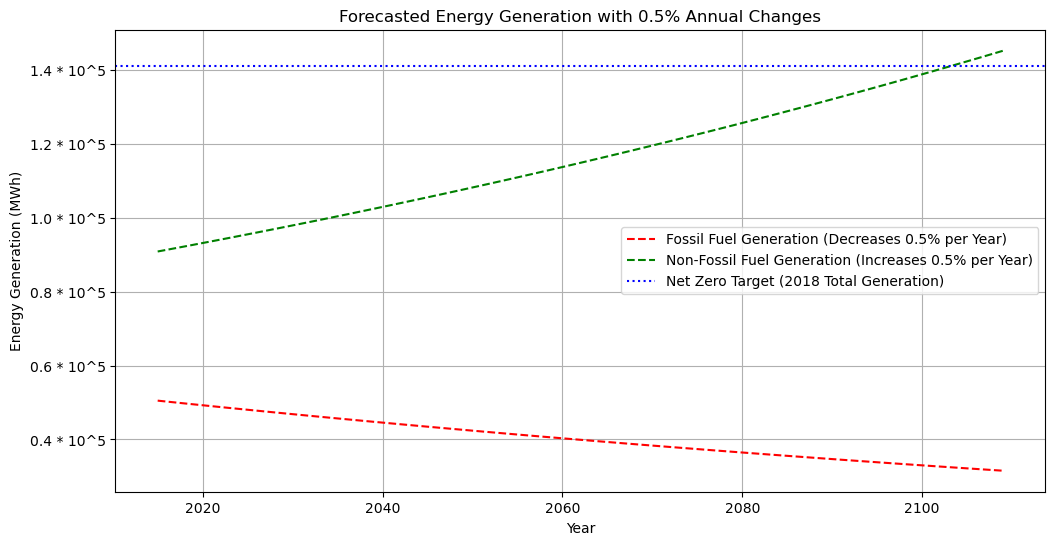 Forecasted Energy Generation with 0.5% Annual Changes
Energy Generation (MWh)
1.4 * 10^5
1.2 * 10^5
1.0 * 10^5
0.8 * 10^5
0.6 * 10^5
0.4 * 10^5
Fossil Fuel Generation (Decreases 0.5% per Year)
Non-Fossil Fuel Generation (Increases 0.5% per Year)
Net Zero Target (2018 Total Generation)
2020 2040 2060 2080 2100
Year